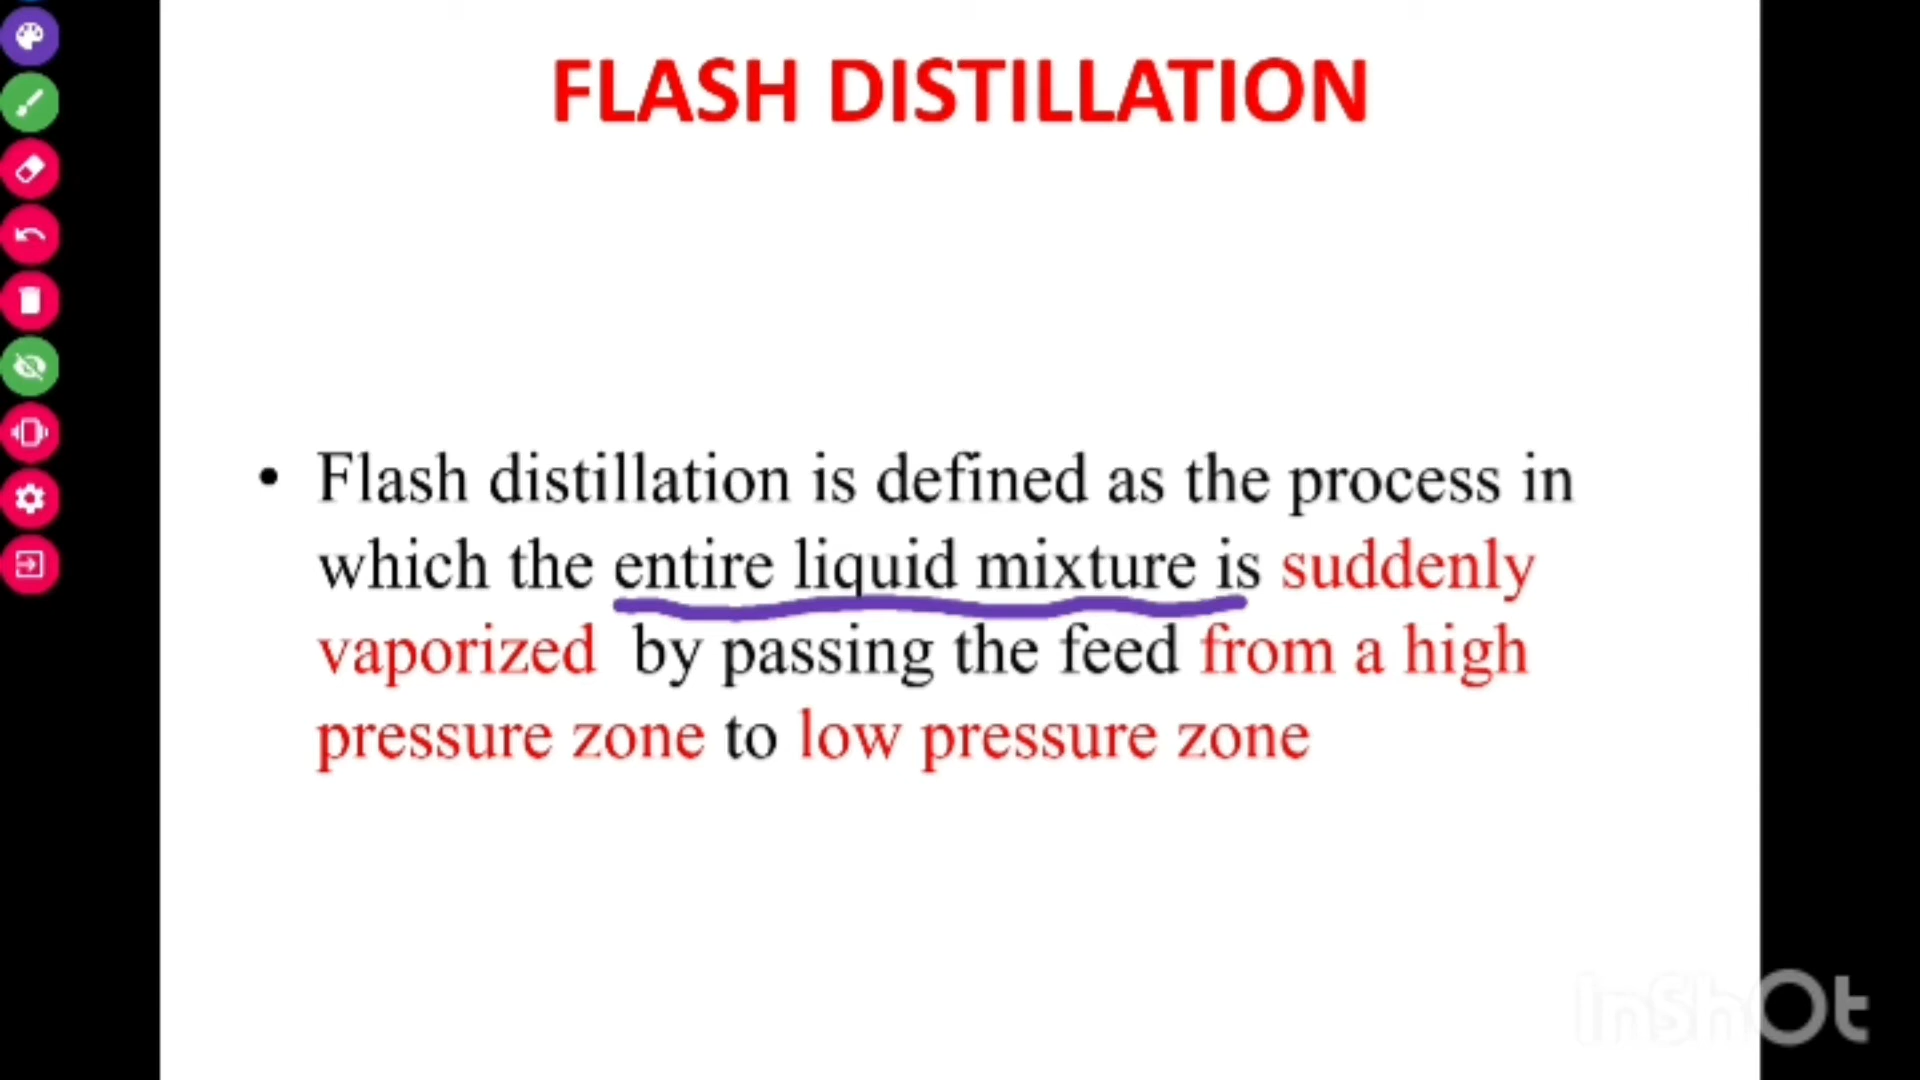 FLASH DISTILLATION
• Flash distillation is defined as the process in
which the entire liquid mixture is suddenly
vaporized by passing the feed from a high
pressure zone to low pressure zone
InShOt